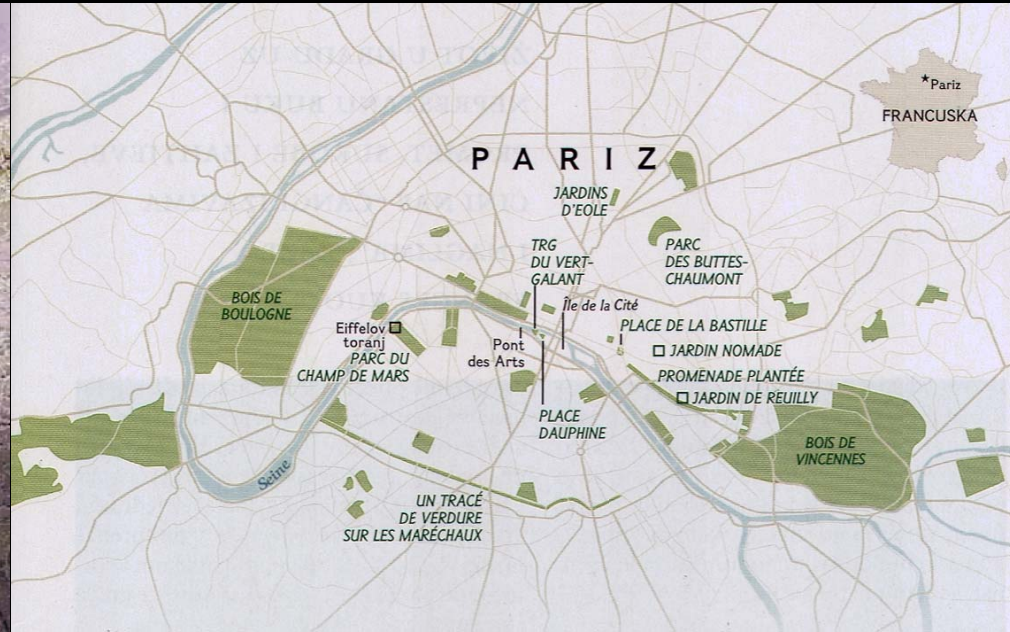 Pariz
FRANCUSKA
PARIZ
JARDINS
D'EOLE
TRG
DU VERT-
GALANT
PARC
DES BUTTES-
CHAUMONT
BOIS DE
BOULOGNE
Île de la Cité
Eiffelov
toranj
PARC DU
CHAMP DE MARS
Pont
des Arts
PLACE DE LA BASTILLE
JARDIN NOMADE
PROMENADE PLANTÉE
JARDIN DE REUILLY
PLACE
DAUPHINE
BOIS DE
VINCENNES
Seine
UN TRACÉ
DE VERDURE
SUR LES MARÉCHAUX